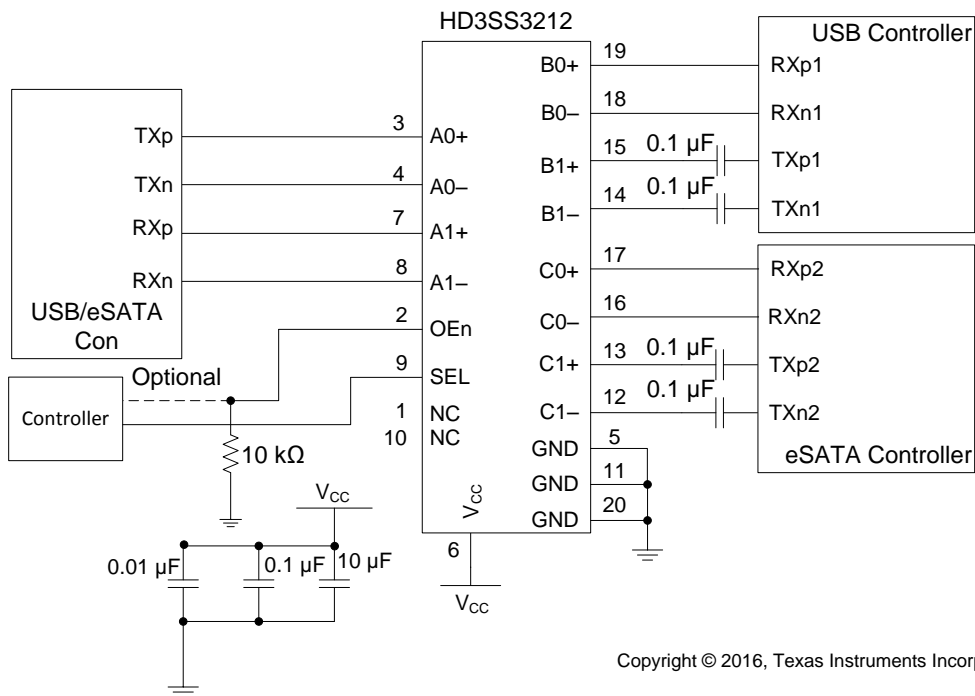 HD3SS3212
USB/eSATA
Con
TXp
TXn
RXp
RXn
3
4
7
8
2
9
1
10
A0+
A0–
A1+
A1–
OEn
SEL
NC
NC
Controller
Optional
10 kΩ
VCC
0.01 µF
0.1 µF
10 µF
VCC
6
VCC
B0+
B0–
B1+
B1–
C0+
C0–
C1+
C1–
GND
GND
GND
19
18
15
14
17
16
13
12
5
11
20
0.1 µF
0.1 µF
0.1 µF
0.1 µF
USB Controller
RXp1
RXn1
TXp1
TXn1
RXp2
RXn2
TXp2
TXn2
eSATA Controller
Copyright © 2016, Texas Instruments Incor